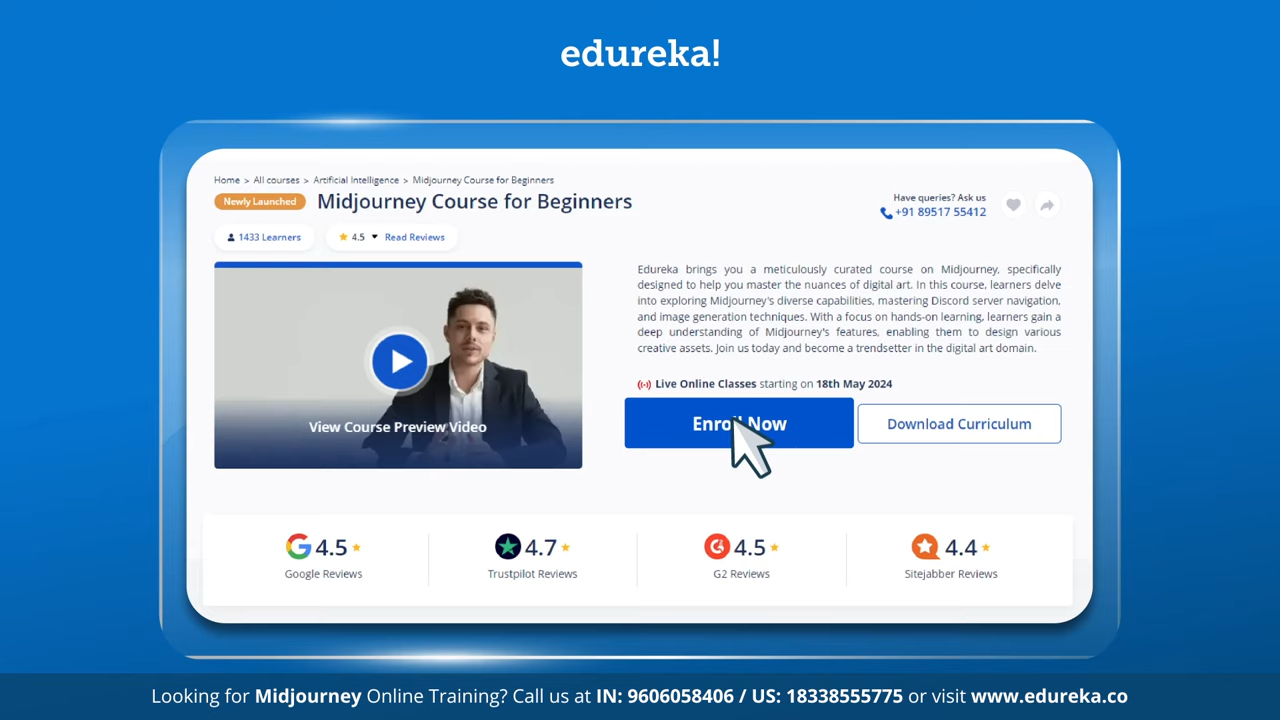 edureka!
Home > All courses > Artificial Intelligence > Midjourney Course for Beginners
Newly Launched
Midjourney Course for Beginners
Have queries? Ask us
+91 89517 55412
1433 Learners
4.5
Read Reviews
Edureka brings you a meticulously curated course on Midjourney, specifically
designed to help you master the nuances of digital art. In this course, learners delve
into exploring Midjourney's diverse capabilities, mastering Discord server navigation,
and image generation techniques. With a focus on hands-on learning, learners gain a
deep understanding of Midjourney's features, enabling them to design various
creative assets. Join us today and become a trendsetter in the digital art domain.
View Course Preview Video
Live Online Classes starting on 18th May 2024
Enroll Now
Download Curriculum
4.5
Google Reviews
4.7
Trustpilot Reviews
4.5
G2 Reviews
4.4
Sitejabber Reviews
Looking for Midjourney Online Training? Call us at IN: 9606058406 / US: 18338555775 or visit www.edureka.co